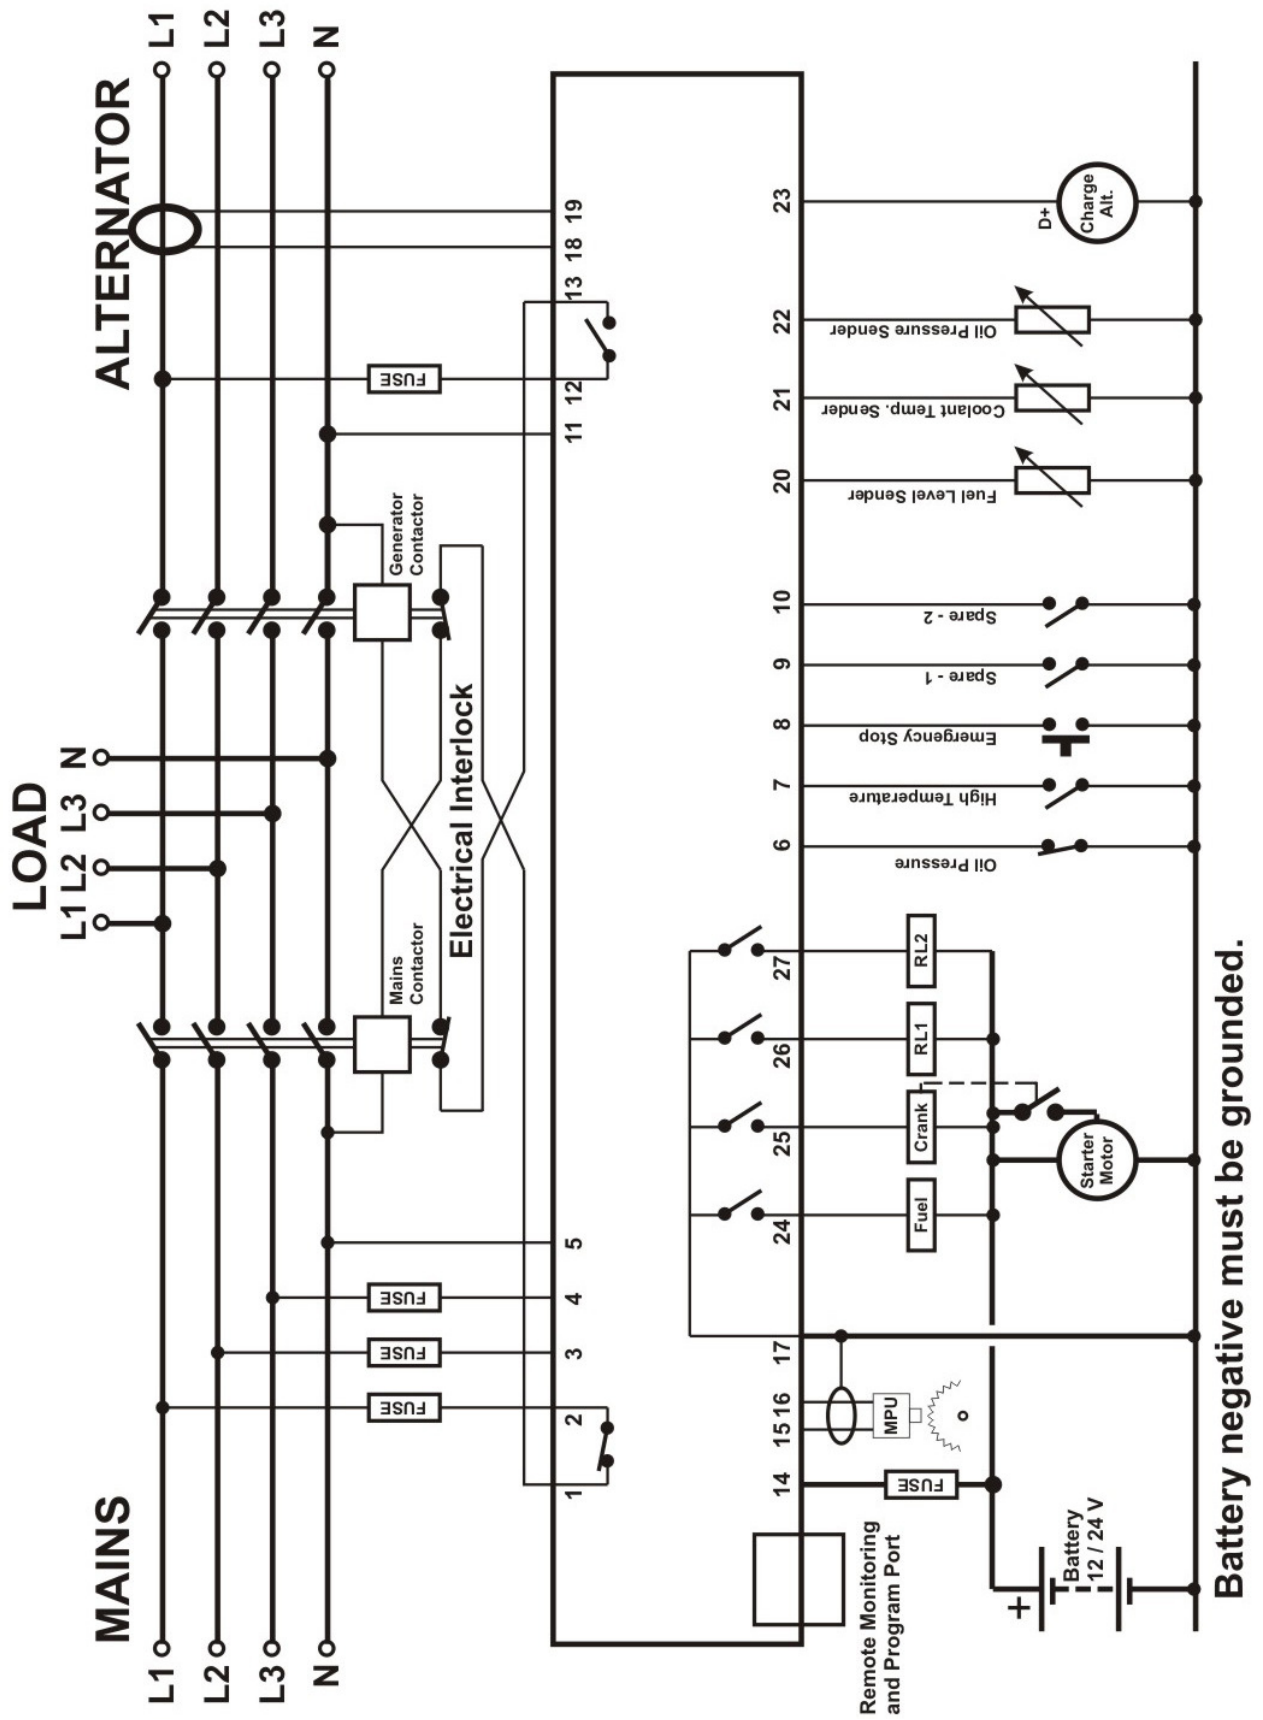 LOAD
MAINS
ALTERNATOR
L1
L2
L3
N
L1
L2
L3
N
L1
L2
L3
N
Mains
Contactor
Generator
Contactor
Electrical Interlock
FUSE
FUSE
FUSE
FUSE
1
2
3
4
5
11
12
13
18
19
14
15
16
17
24
25
26
27
6
7
8
9
10
20
21
22
23
Remote Monitoring
and Program Port
FUSE
MPU
Fuel
Crank
RL1
RL2
Oil Pressure
High Temperature
Emergency Stop
Spare - 1
Spare - 2
Fuel Level Sender
Coolant Temp. Sender
Oil Pressure Sender
D+
Charge
Alt.
Starter
Motor
+
Battery
12 / 24 V
Battery negative must be grounded.